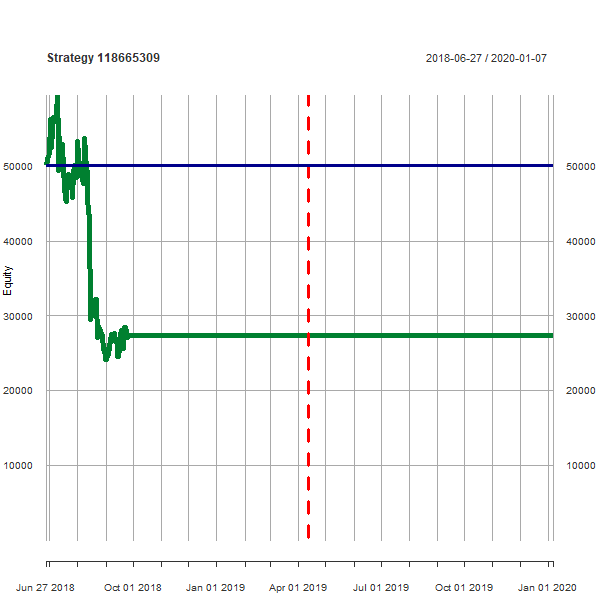 Strategy 118665309 2018-06-27 / 2020-01-07
50000 50000
40000 40000
Equity
30000 30000
20000 20000
10000 10000
Jun 27 2018 Oct 01 2018 Jan 01 2019 Apr 01 2019 Jul 01 2019 Oct 01 2019 Jan 01 2020